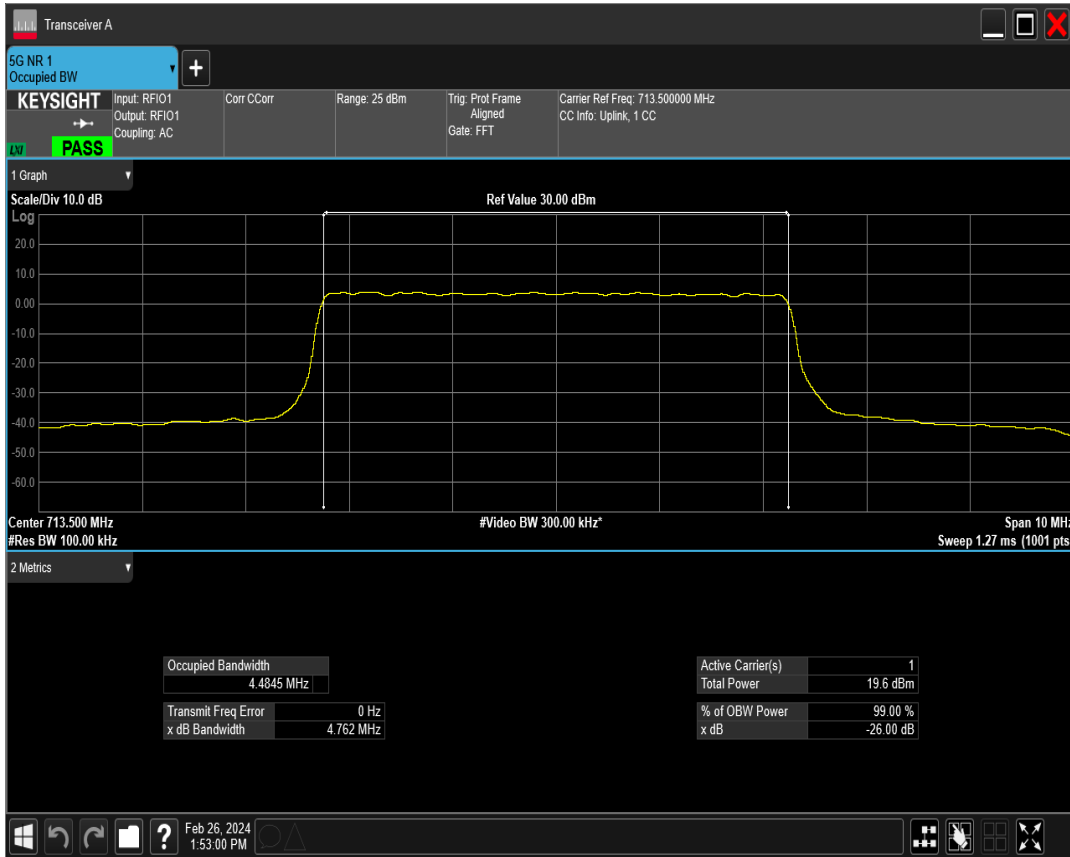 Transceiver A
5G NR 1
Occupied BW
KEYSIGHT
Input: RFIO1
Output: RFIO1
Coupling: AC
Corr CCorr
Range: 25 dBm
Trig: Prot Frame
Aligned
Gate: FFT
Carrier Ref Freq: 713.500000 MHz
CC Info: Uplink, 1 CC
LXI
PASS
1 Graph
Scale/Div 10.0 dB
Ref Value 30.00 dBm
Log
20.0
10.0
0.00
-10.0
-20.0
-30.0
-40.0
-50.0
-60.0
Center 713.500 MHz
#Video BW 300.00 kHz*
Span 10 MHz
#Res BW 100.00 kHz
Sweep 1.27 ms (1001 pts
2 Metrics
Occupied Bandwidth
4.4845 MHz
Transmit Freq Error 0 Hz
x dB Bandwidth 4.762 MHz
Active Carrier(s) 1
Total Power 19.6 dBm
% of OBW Power 99.00 %
x dB -26.00 dB
?
Feb 26, 2024
1:53:00 PM